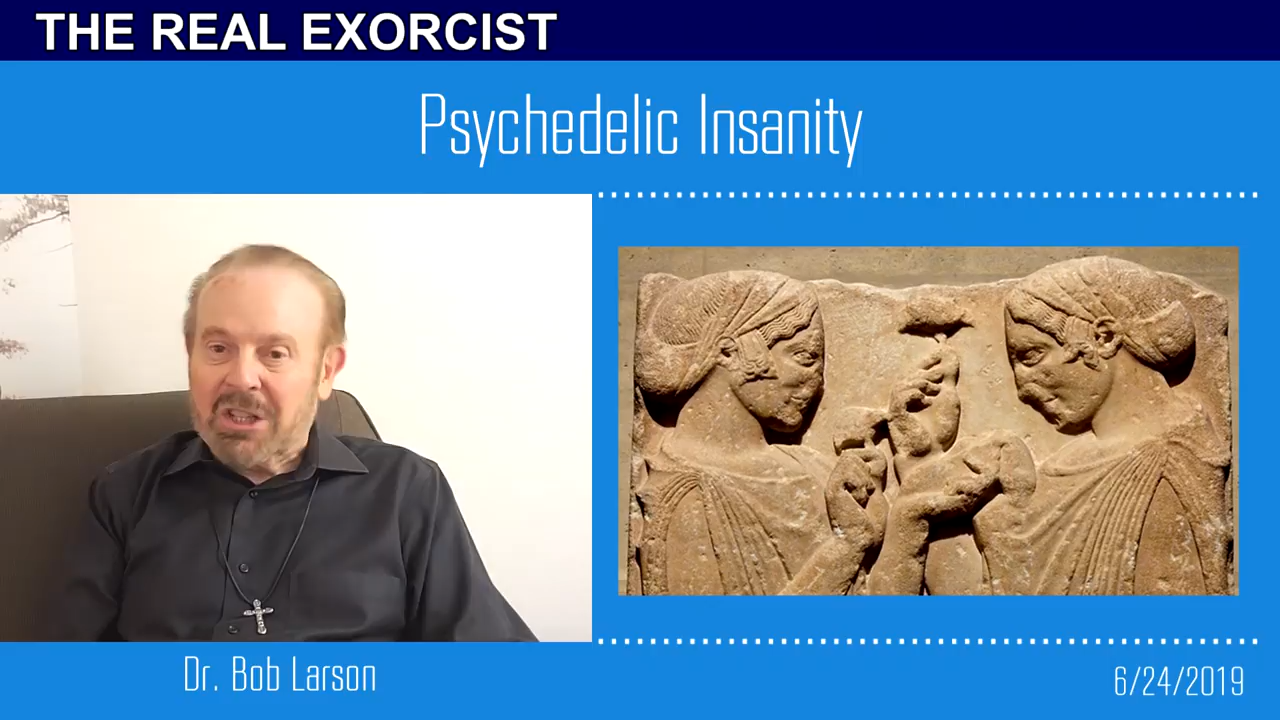 THE REAL EXORCIST
Psychedelic Insanity
Dr. Bob Larson
6/24/2019